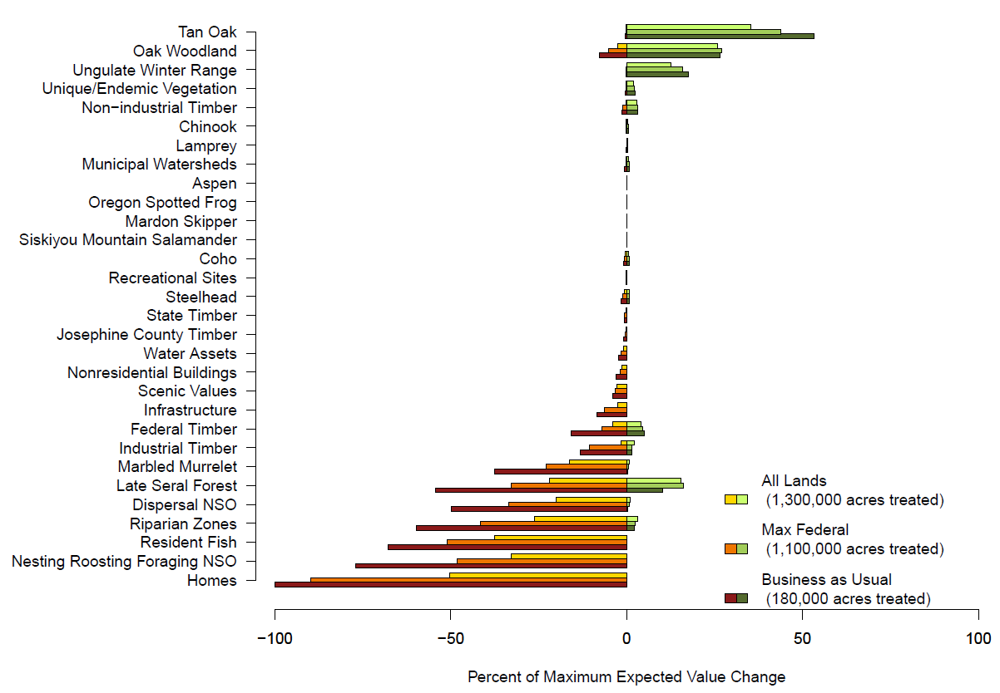 Tan Oak
Oak Woodland
Ungulate Winter Range
Unique/Endemic Vegetation
Non−industrial Timber
Chinook
Lamprey
Municipal Watersheds
Aspen
Oregon Spotted Frog
Mardon Skipper
Siskiyou Mountain Salamander
Coho
Recreational Sites
Steelhead
State Timber
Josephine County Timber
Water Assets
Nonresidential Buildings
Scenic Values
Infrastructure
Federal Timber
Industrial Timber
Marbled Murrelet
Late Seral Forest
Dispersal NSO
Riparian Zones
Resident Fish
Nesting Roosting Foraging NSO
Homes
All Lands
(1,300,000 acres treated)
Max Federal
(1,100,000 acres treated)
Business as Usual
(180,000 acres treated)
−100 −50 0 50 100
Percent of Maximum Expected Value Change